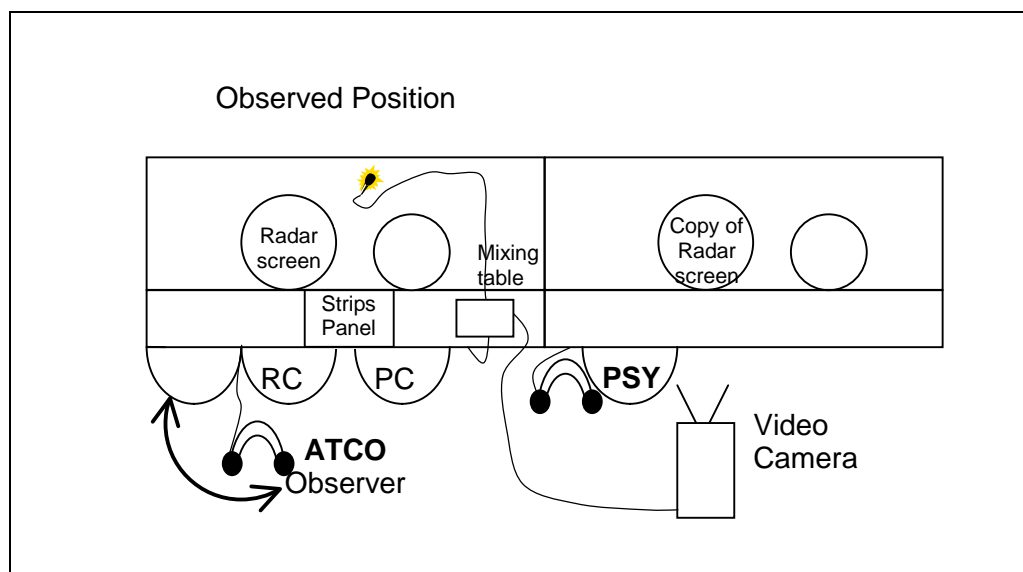 Observed Position
Radar
screen
Mixing
table
Copy of
Radar
screen
Strips
Panel
RC
PC
PSY
ATCO
Observer
Video
Camera